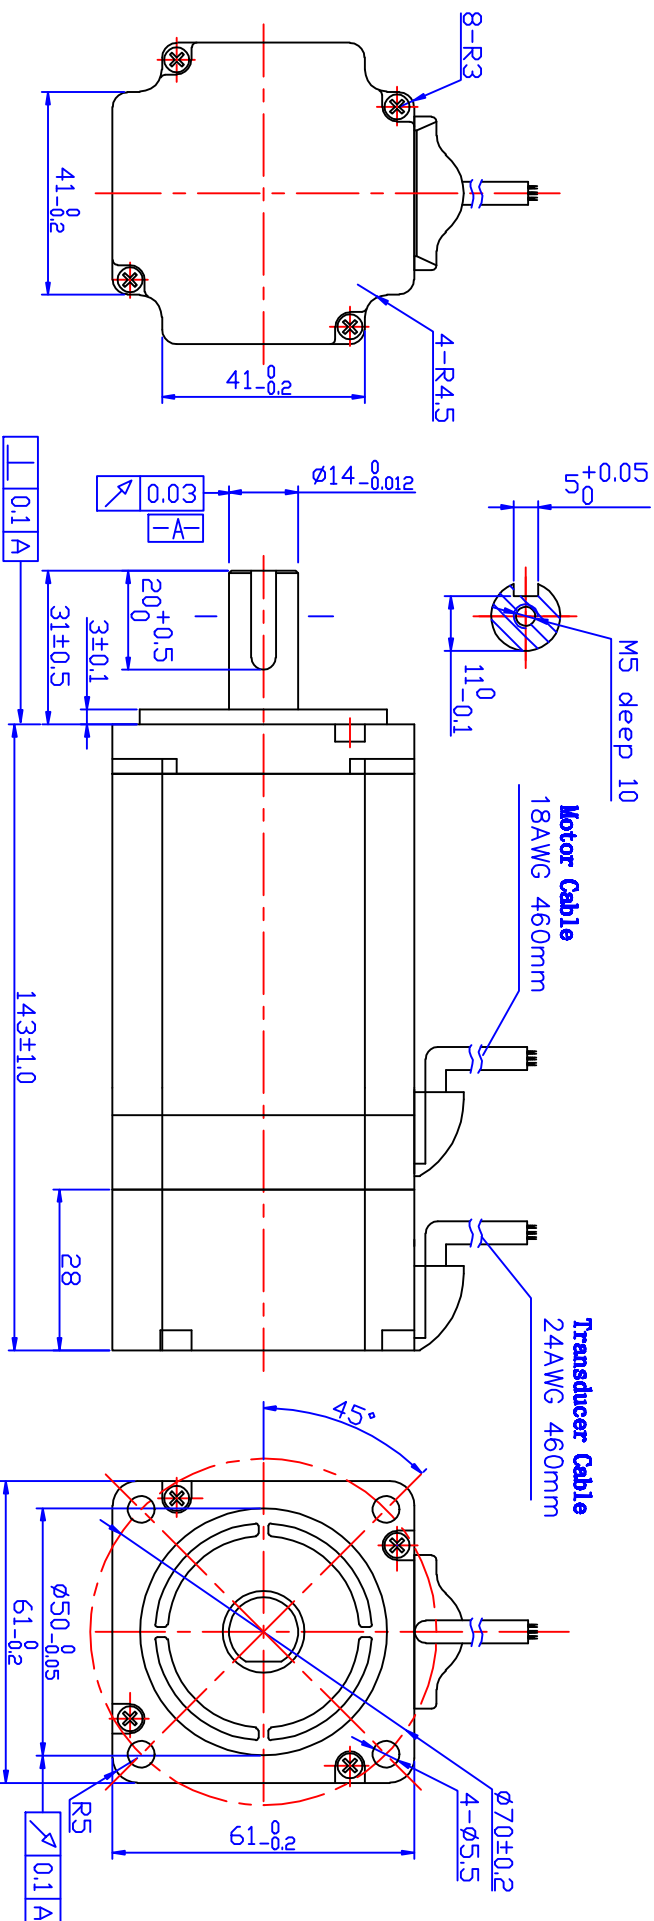 8-R3
41 0 -0.2
4-R4.5
41 0 -0.2
⊥ 0.1 A
↗ 0.03
-A-
Ø14 0 -0.012
5 +0.05 0
M5 deep 10
11 0 -0.1
20 +0.5 0
31±0.5
3±0.1
Motor Cable
18AWG 460mm
143±1.0
28
Transducer Cable
24AWG 460mm
45°
Ø50 0 -0.05
61 0 -0.2
R5
61 0 -0.2
4-Ø5.5
Ø70±0.2
↗ 0.1 A